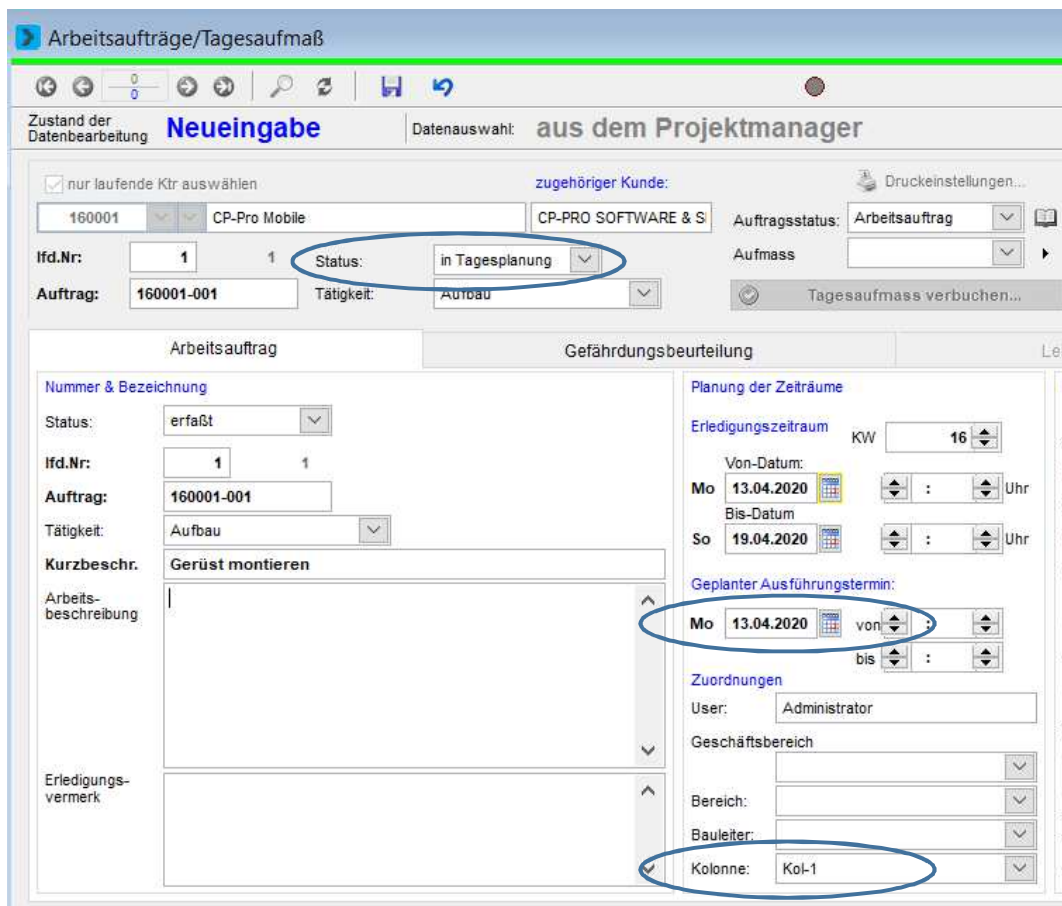 Arbeitsaufträge/Tagesaufmaß
0
0
Zustand der
Datenbearbeitung
Neueingabe
Datenauswahl:
aus dem Projektmanager
nur laufende Ktr auswählen
zugehöriger Kunde:
Druckeinstellungen...
160001
CP-Pro Mobile
CP-PRO SOFTWARE & S
Auftragsstatus:
Arbeitsauftrag
lfd.Nr:
1
1
Status:
in Tagesplanung
Aufmass
Auftrag:
160001-001
Tätigkeit:
Aufbau
Tagesaufmass verbuchen...
Arbeitsauftrag
Gefährdungsbeurteilung
Le
Nummer & Bezeichnung
Status:
erfaßt
lfd.Nr:
1
1
Auftrag:
160001-001
Tätigkeit:
Aufbau
Kurzbeschr.
Gerüst montieren
Arbeits-
beschreibung
Erledigungs-
vermerk
Planung der Zeiträume
Erledigungszeitraum
KW
16
Von-Datum:
Mo
13.04.2020
:
Uhr
Bis-Datum
So
19.04.2020
:
Uhr
Geplanter Ausführungstermin:
Mo
13.04.2020
von
:
bis
:
Zuordnungen
User:
Administrator
Geschäftsbereich
Bereich:
Bauleiter:
Kolonne:
Kol-1